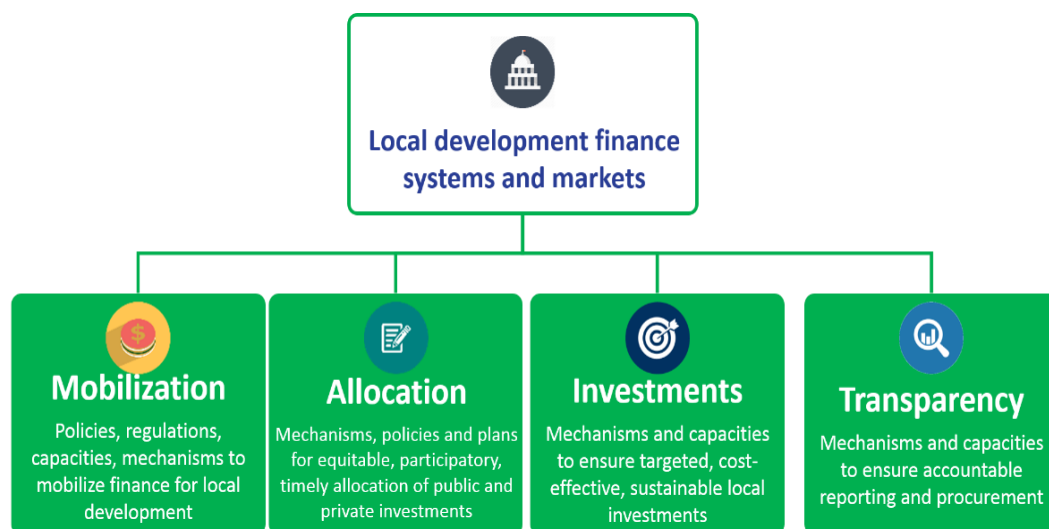 Local development finance
systems and markets
Mobilization
Policies, regulations,
capacities, mechanisms to
mobilize finance for local
development
Allocation
Mechanisms, policies and plans
for equitable, participatory,
timely allocation of public and
private investments
Investments
Mechanisms and capacities
to ensure targeted, cost-
effective, sustainable local
investments
Transparency
Mechanisms and capacities
to ensure accountable
reporting and procurement